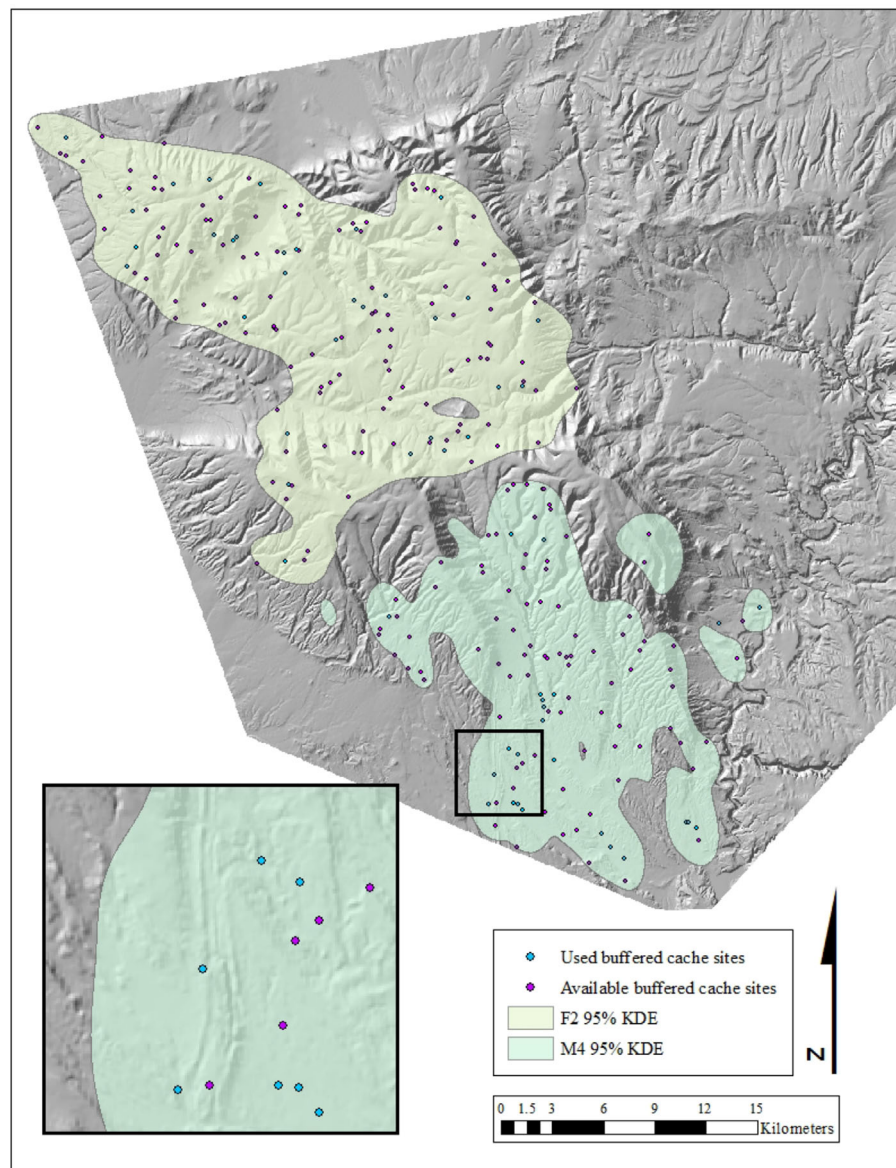 Used buffered cache sites
Available buffered cache sites
F2 95% KDE
M4 95% KDE
N
0 1.5 3 6 9 12 15
Kilometers